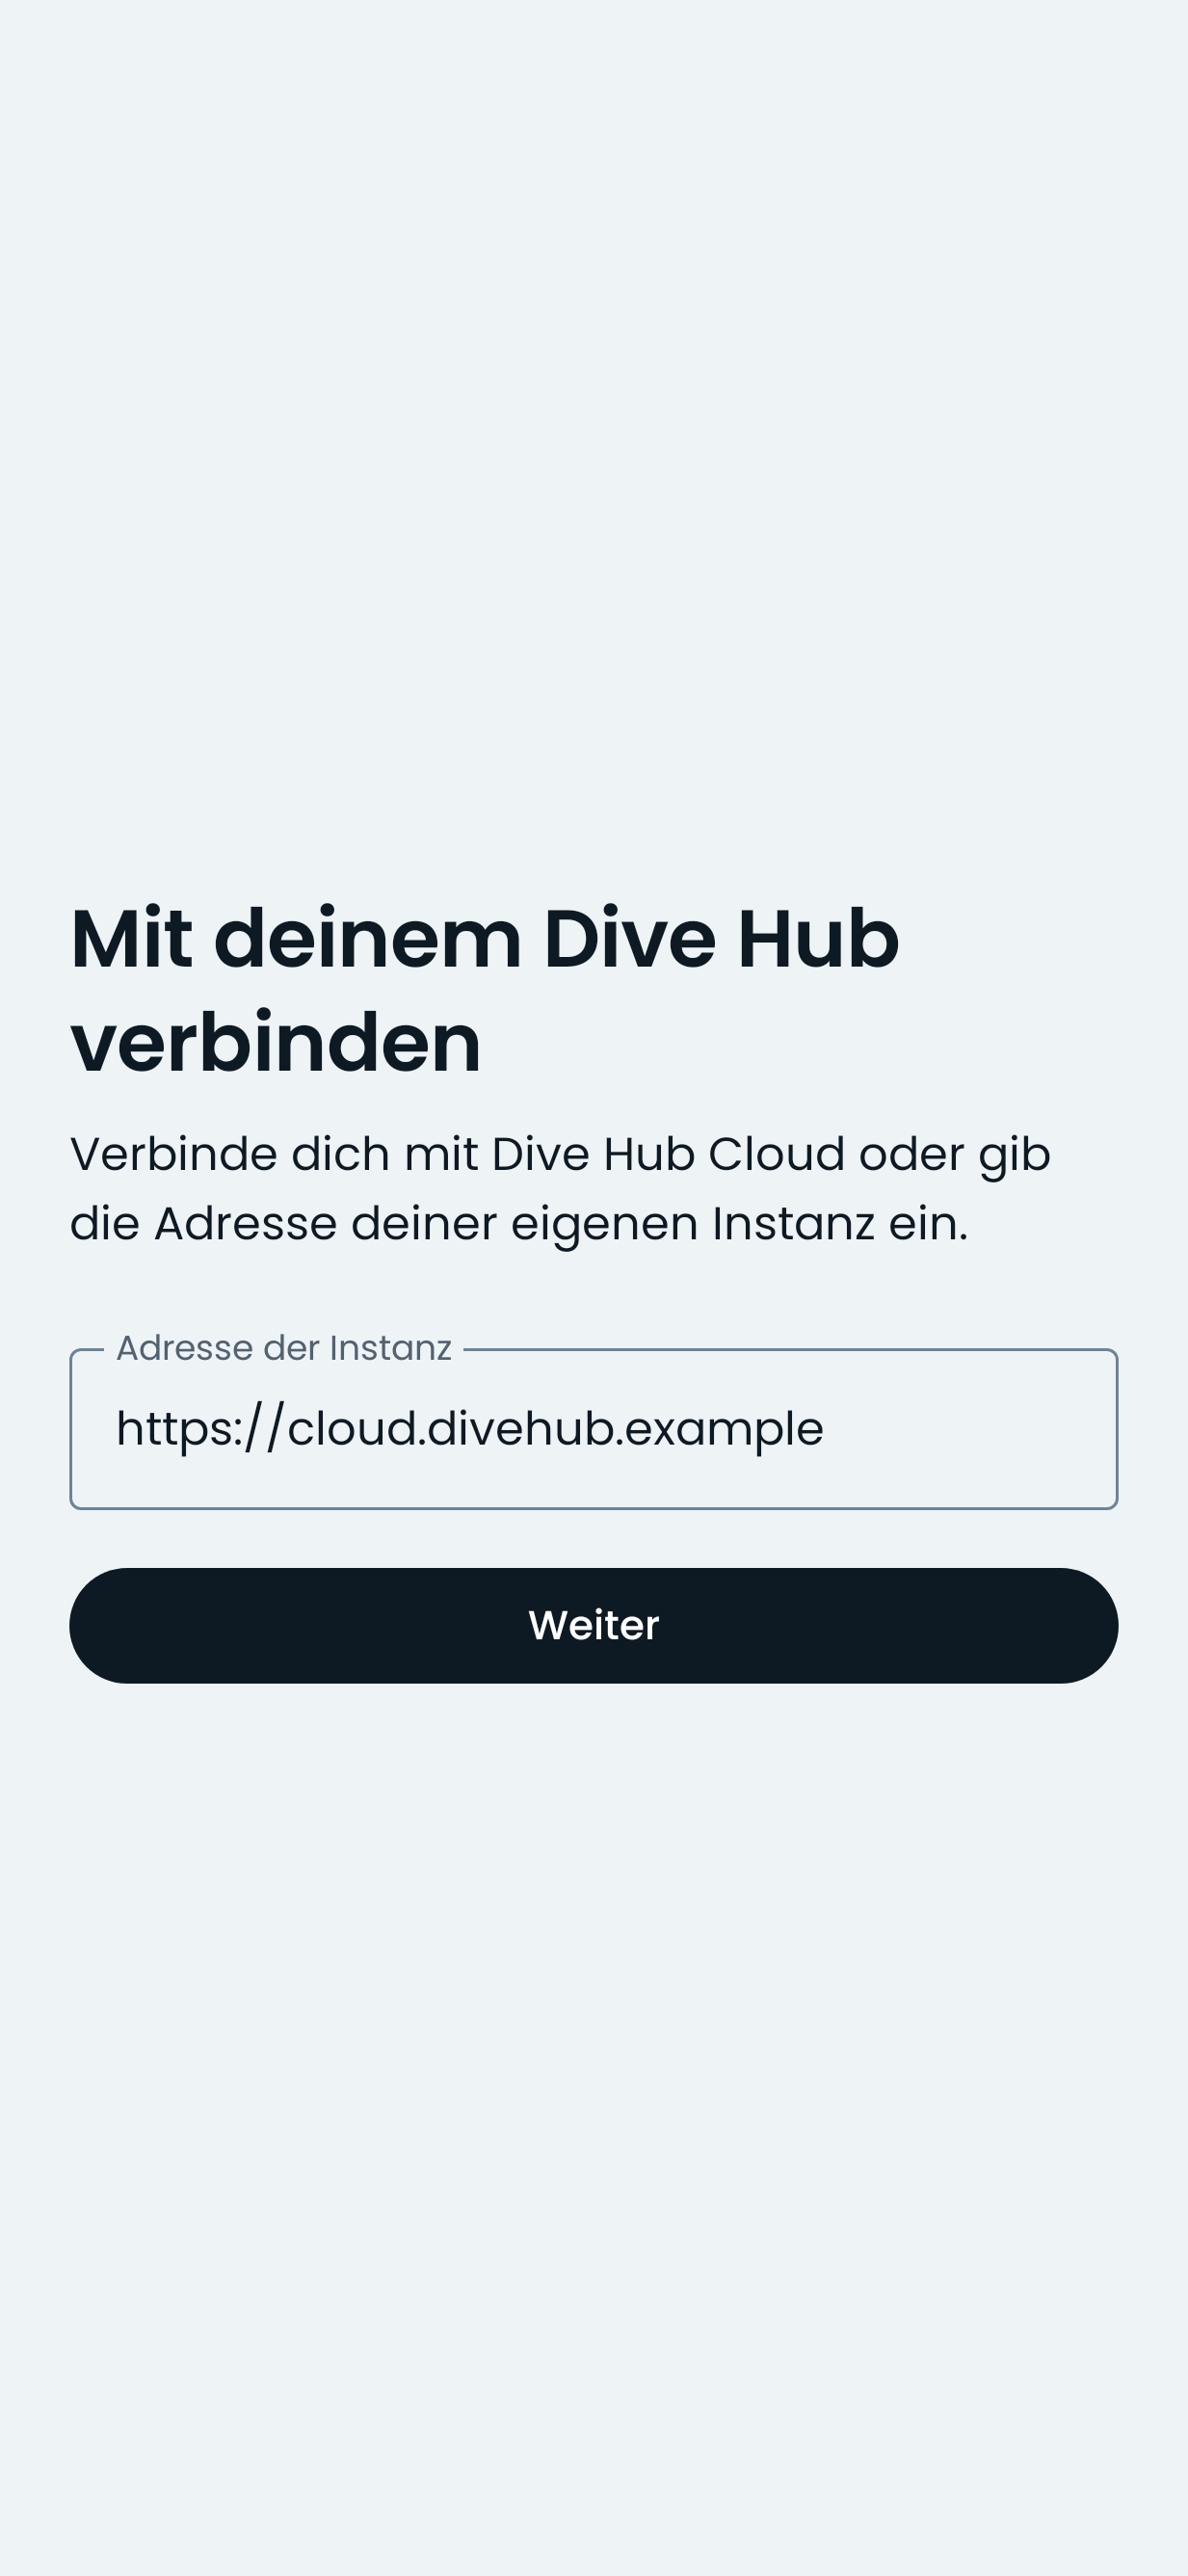 Mit deinem Dive Hub
verbinden
Verbinde dich mit Dive Hub Cloud oder gib
die Adresse deiner eigenen Instanz ein.
Adresse der Instanz
https://cloud.divehub.example
Weiter